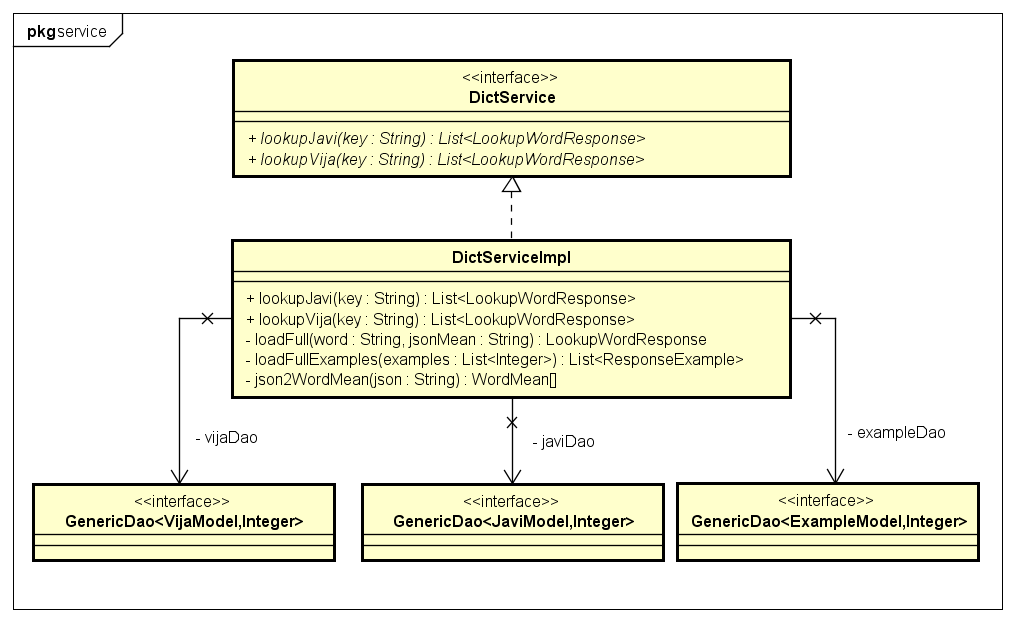 pkg service
<<interface>>
DictService
+ lookupJavi(key : String) : List<LookupWordResponse>
+ lookupVija(key : String) : List<LookupWordResponse>
DictServiceImpl
+ lookupJavi(key : String) : List<LookupWordResponse>
+ lookupVija(key : String) : List<LookupWordResponse>
- loadFull(word : String, jsonMean : String) : LookupWordResponse
- loadFullExamples(examples : List<Integer>) : List<ResponseExample>
- json2WordMean(json : String) : WordMean[]
- vijaDao
- javiDao
- exampleDao
<<interface>>
GenericDao<VijaModel,Integer>
<<interface>>
GenericDao<JaviModel,Integer>
<<interface>>
GenericDao<ExampleModel,Integer>